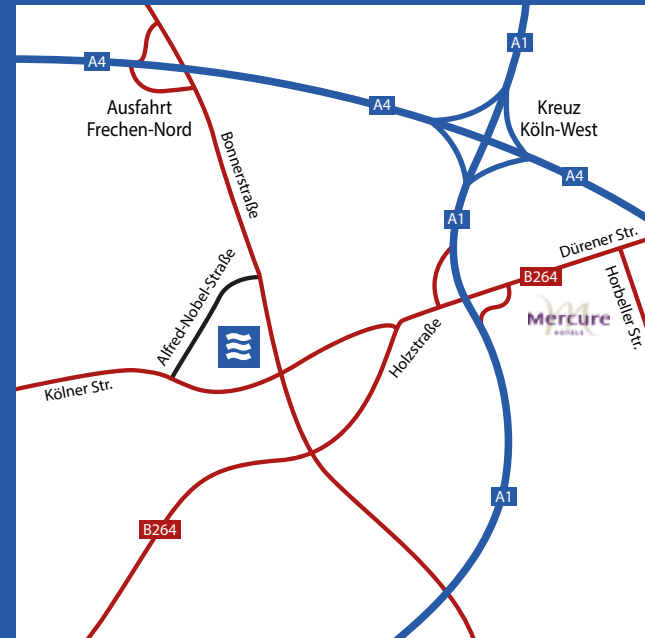 A1
A4
Ausfahrt
Frechen-Nord
A4
Kreuz
Köln-West
Bonnerstraße
A4
A1
Dürener Str.
B264
Horbeller Str.
Alfred-Nobel-Straße
Mercure
HOTELS
Holzstraße
Kölner Str.
A1
B264